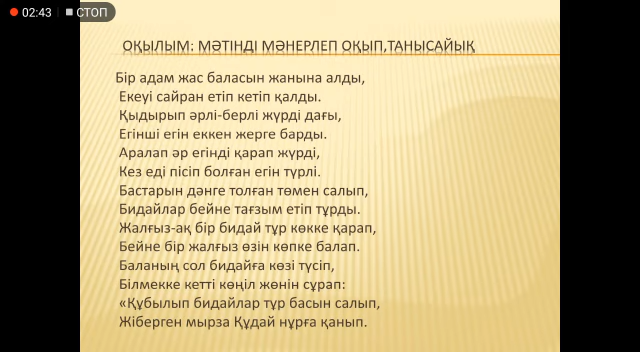 02:43 СТОП
ОҚЫЛЫМ: МӘТІНДІ МӘНЕРЛЕП ОҚЫП,ТАНЫСАЙЫҚ
Бір адам жас баласын жанына алды,
Екеуі сайран етіп кетіп қалды.
Қыдырып әрлі-берлі жүрді дағы,
Егінші егін еккен жерге барды.
Аралап әр егінді қарап жүрді,
Кез еді пісіп болған егін түрлі.
Бастарын дәнге толған төмен салып,
Бидайлар бейне тағзым етіп тұрды.
Жалғыз-ақ бір бидай тұр көкке қарап,
Бейне бір жалғыз өзін көпке балап.
Баланың сол бидайға көзі түсіп,
Білмекке кетті көңіл жөнін сұрап:
«Құбылып бидайлар тұр басын салып,
Жіберген мырза Құдай нұрға қанып.